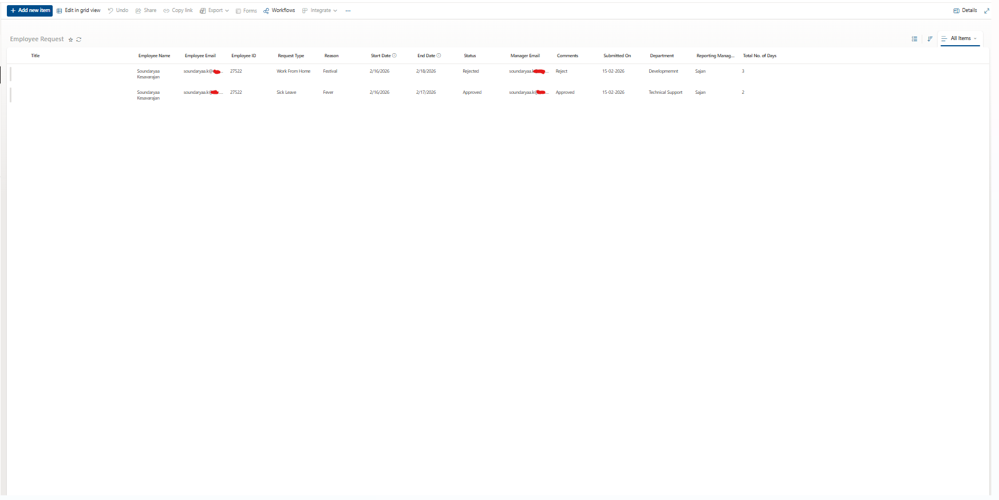 Add new item Edit in grid view Undo Share Copy link Export Forms Workflows Integrate ... Details
Employee Request
All Items
Title Employee Name Employee Email Employee ID Request Type Reason Start Date End Date Status Manager Email Comments Submitted On Department Reporting Manag... Total No. of Days
Soundaryaa soundaryaa.k@ ... 27522 Work From Home Festival 2/16/2026 2/18/2026 Rejected soundaryaa.k ... Reject 15-02-2026 Developmemnt Sajan 3
Kesavarajan
Soundaryaa soundaryaa.k@ ... 27522 Sick Leave Fever 2/16/2026 2/17/2026 Approved soundaryaa.k@ ... Approved 15-02-2026 Technical Support Sajan 2
Kesavarajan